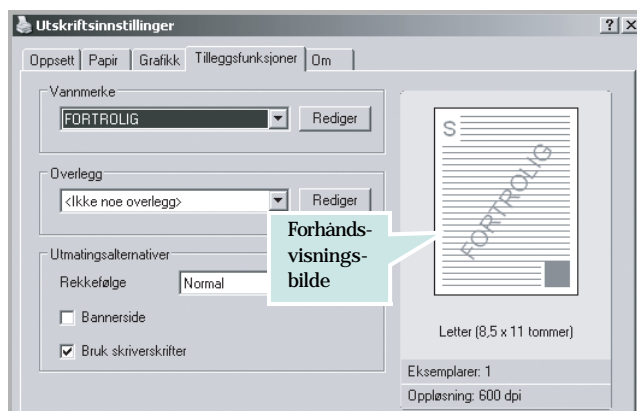 Utskriftsinnstillinger
Oppsett Papir Grafikk Tilleggsfunksjoner Om
Vannmerke
FORTROLIG Rediger
Overlegg
<Ikke noe overlegg> Rediger
Utmatingsalternativer
Rekkefølge Normal
Bannerside
Bruk skriverskrifter
Forhånds-
visnings-
bilde
S
FORTROLIG
Letter (8,5 x 11 tommer)
Eksemplarer: 1
Oppløsning: 600 dpi